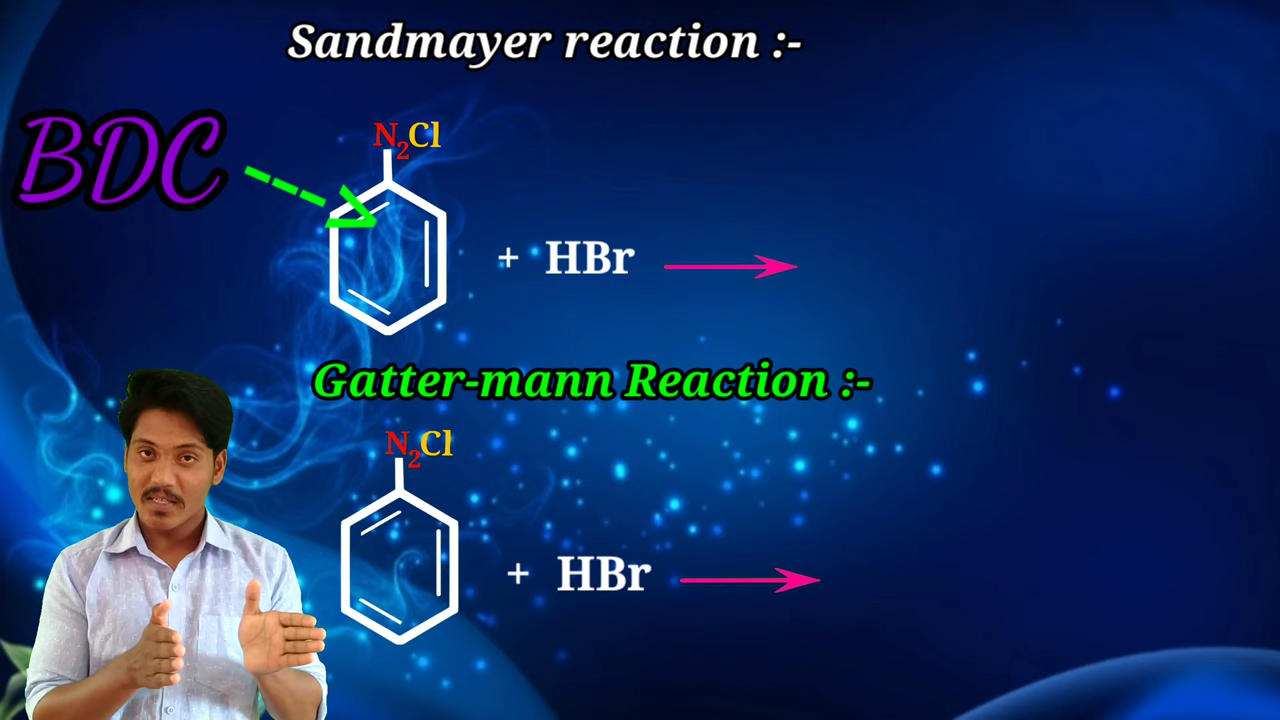 Sandmayer reaction :-
BDC
N₂Cl
+ HBr
Gatter-mann Reaction :-
N₂Cl
+ HBr